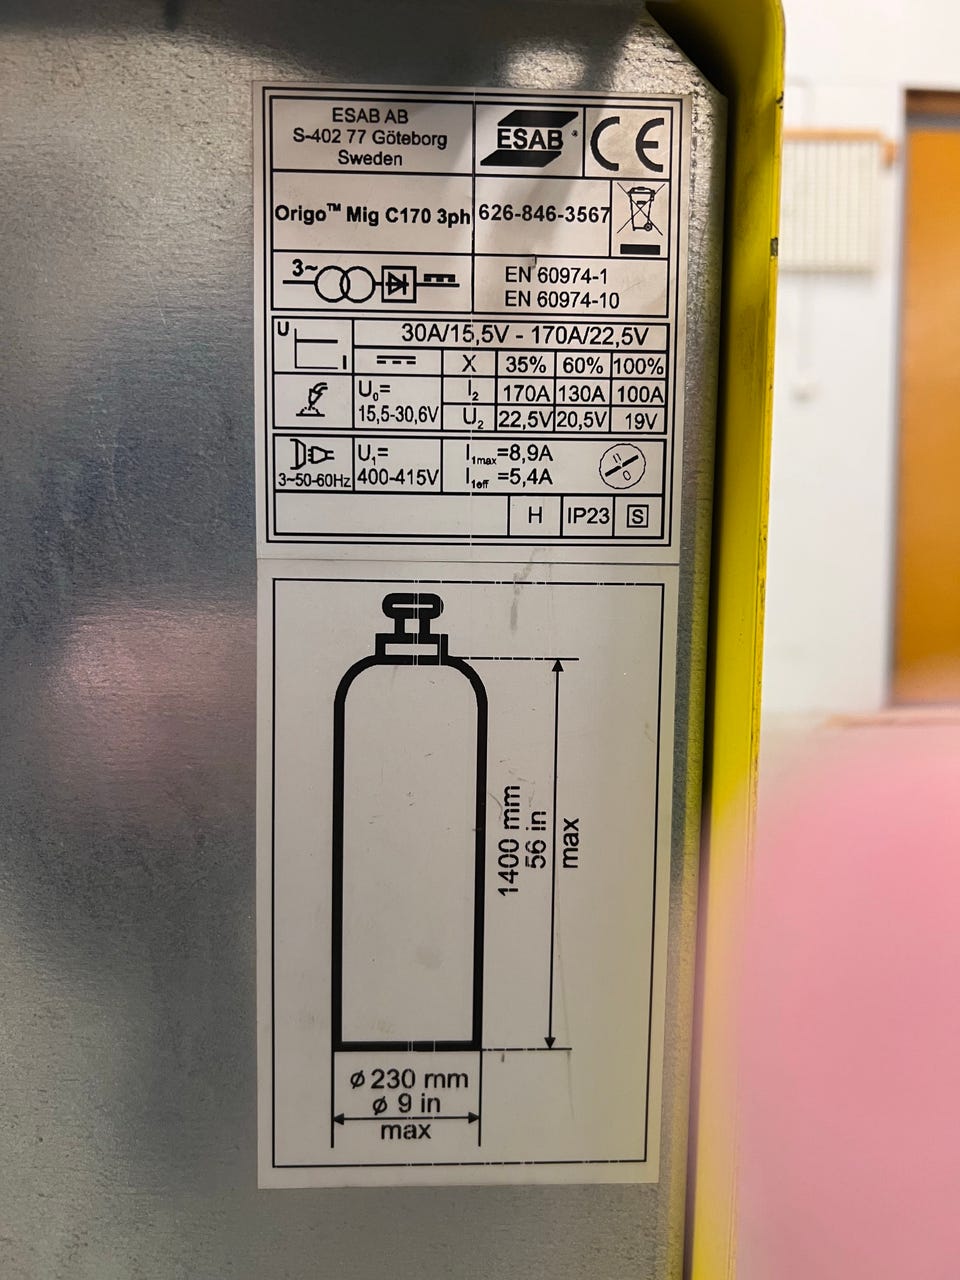 ESAB AB
S-402 77 Göteborg
Sweden
ESAB ®
CE
Origo™ Mig C170 3ph
626-846-3567
3~
EN 60974-1
EN 60974-10
U
I
30A/15,5V - 170A/22,5V
X 35% 60% 100%
U₀=
15,5-30,6V
I₂ 170A 130A 100A
U₂ 22,5V 20,5V 19V
3~50-60Hz
U₁=
400-415V
I₁max=8,9A
I₁eff =5,4A
H IP23 S
1400 mm
56 in
max
ø 230 mm
ø 9 in
max